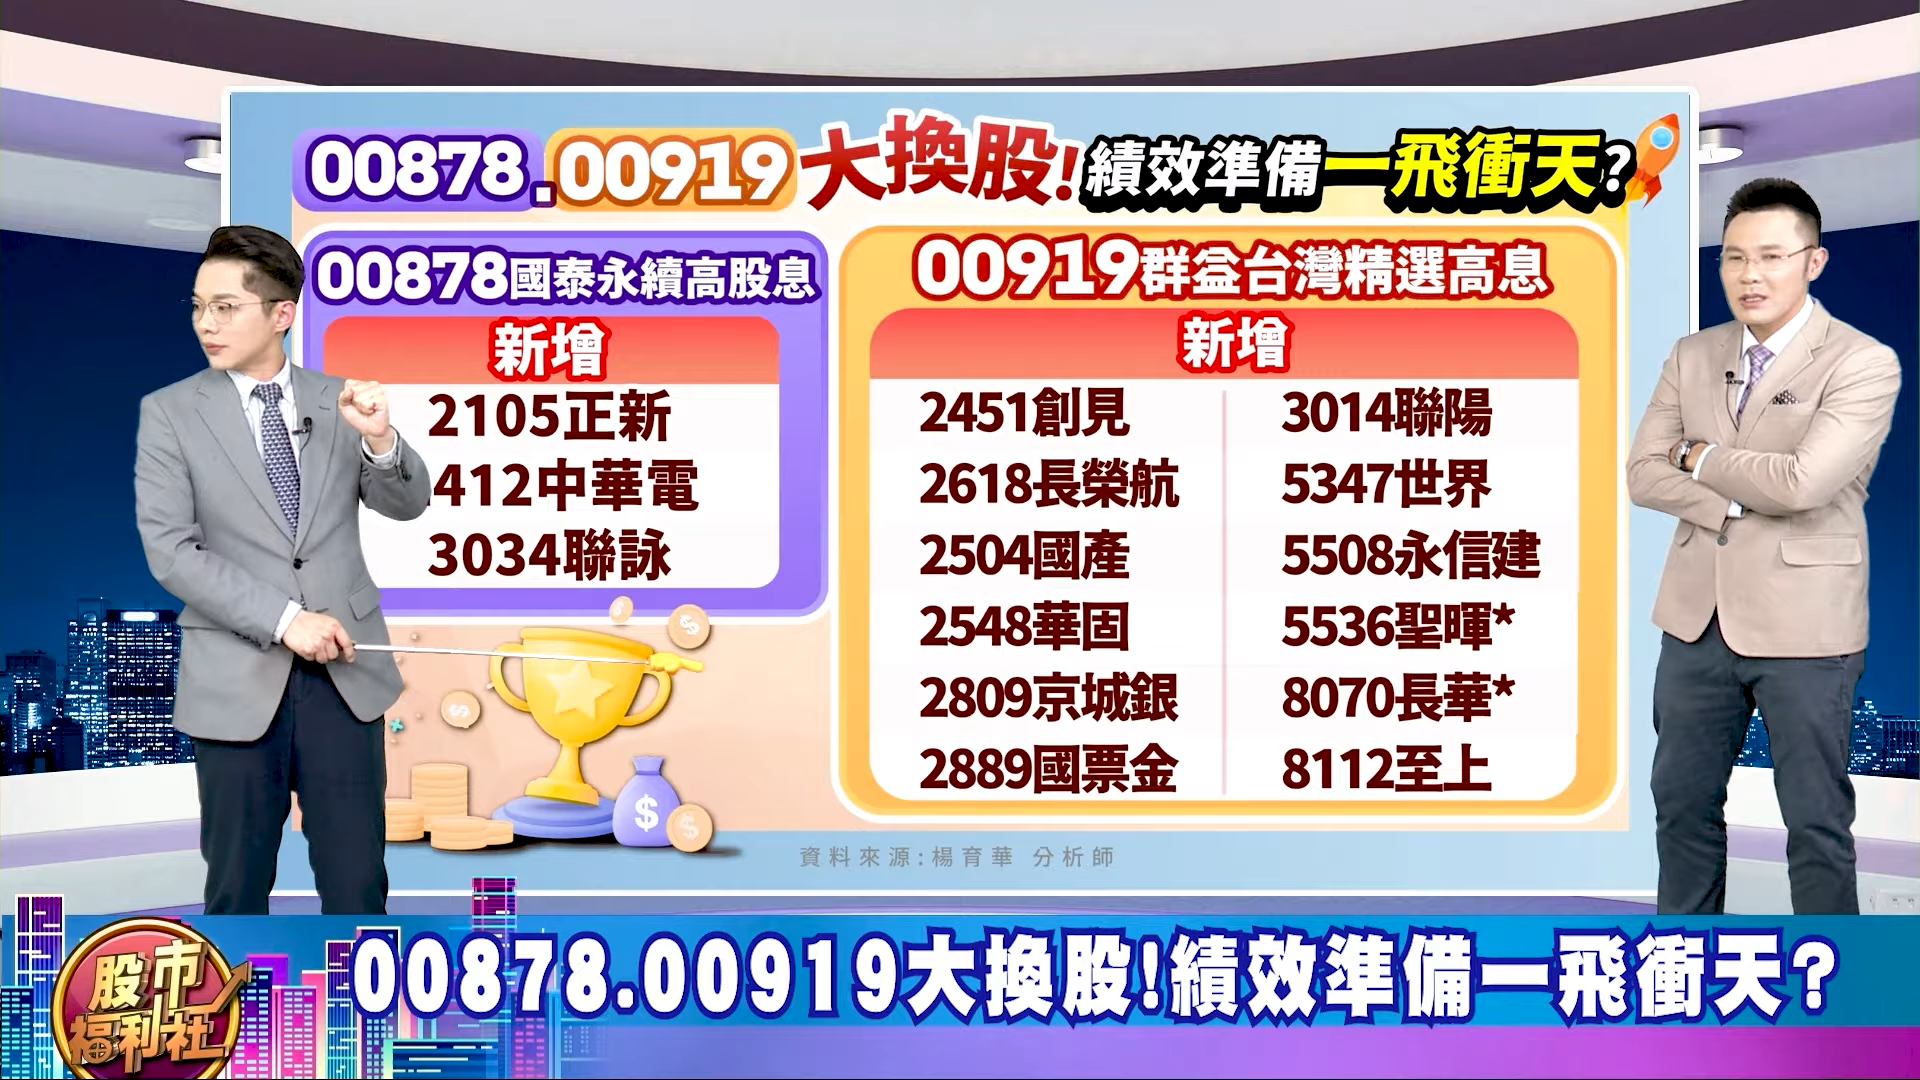 00878.00919大換股!績效準備一飛衝天?
00878國泰永續高股息
新增
2105正新
412中華電
3034聯詠
00919群益台灣精選高息
新增
2451創見
2618長榮航
2504國產
2548華固
2809京城銀
2889國票金
3014聯陽
5347世界
5508永信建
5536聖暉*
8070長華*
8112至上
資料來源:楊育華 分析師
股市
福利社
00878.00919大換股!績效準備一飛衝天?